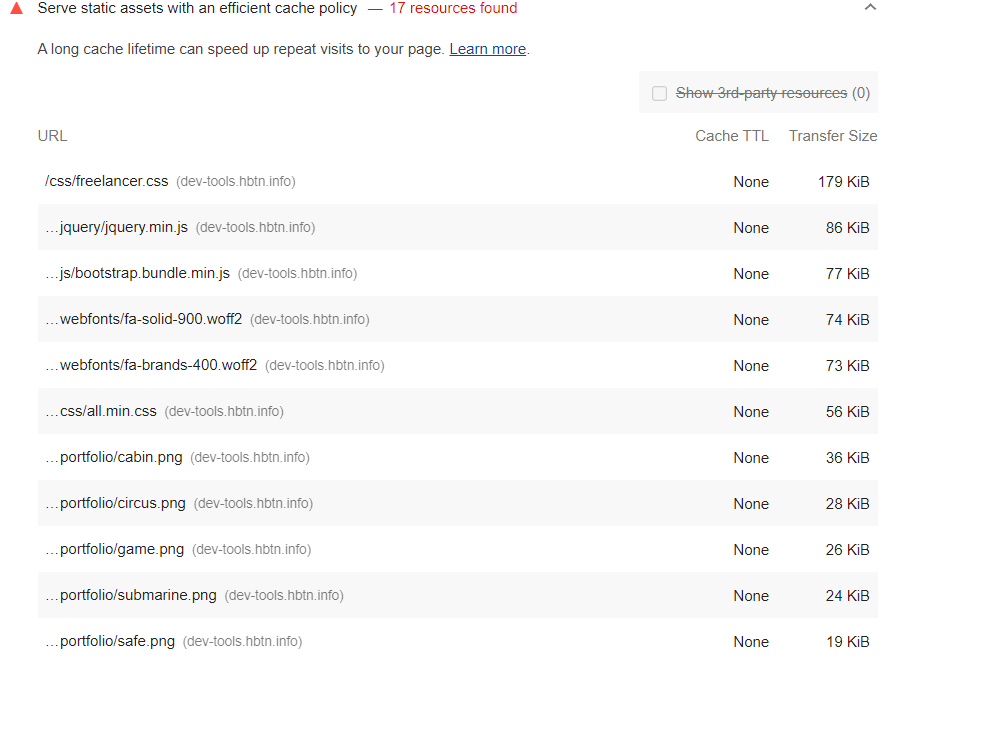 Serve static assets with an efficient cache policy — 17 resources found
A long cache lifetime can speed up repeat visits to your page. Learn more.
Show 3rd-party resources (0)
URL Cache TTL Transfer Size
/css/freelancer.css (dev-tools.hbtn.info) None 179 KiB
…jquery/jquery.min.js (dev-tools.hbtn.info) None 86 KiB
…js/bootstrap.bundle.min.js (dev-tools.hbtn.info) None 77 KiB
…webfonts/fa-solid-900.woff2 (dev-tools.hbtn.info) None 74 KiB
…webfonts/fa-brands-400.woff2 (dev-tools.hbtn.info) None 73 KiB
…css/all.min.css (dev-tools.hbtn.info) None 56 KiB
…portfolio/cabin.png (dev-tools.hbtn.info) None 36 KiB
…portfolio/circus.png (dev-tools.hbtn.info) None 28 KiB
…portfolio/game.png (dev-tools.hbtn.info) None 26 KiB
…portfolio/submarine.png (dev-tools.hbtn.info) None 24 KiB
…portfolio/safe.png (dev-tools.hbtn.info) None 19 KiB